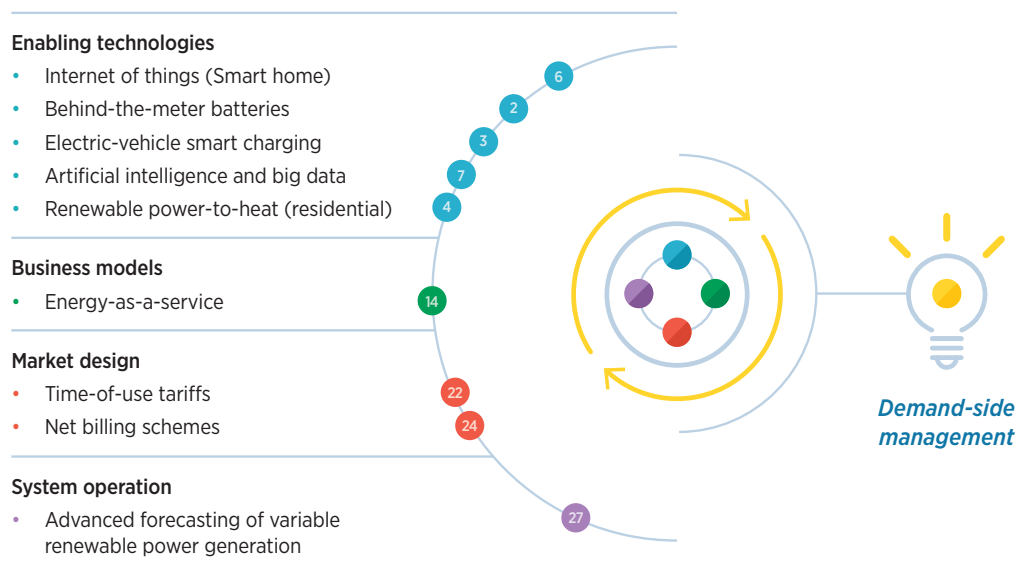 Enabling technologies
• Internet of things (Smart home)
6
• Behind-the-meter batteries
2
• Electric-vehicle smart charging
3
• Artificial intelligence and big data
7
• Renewable power-to-heat (residential)
4
Business models
• Energy-as-a-service
14
Market design
• Time-of-use tariffs
22
• Net billing schemes
24
System operation
• Advanced forecasting of variable
renewable power generation
27
Demand-side
management